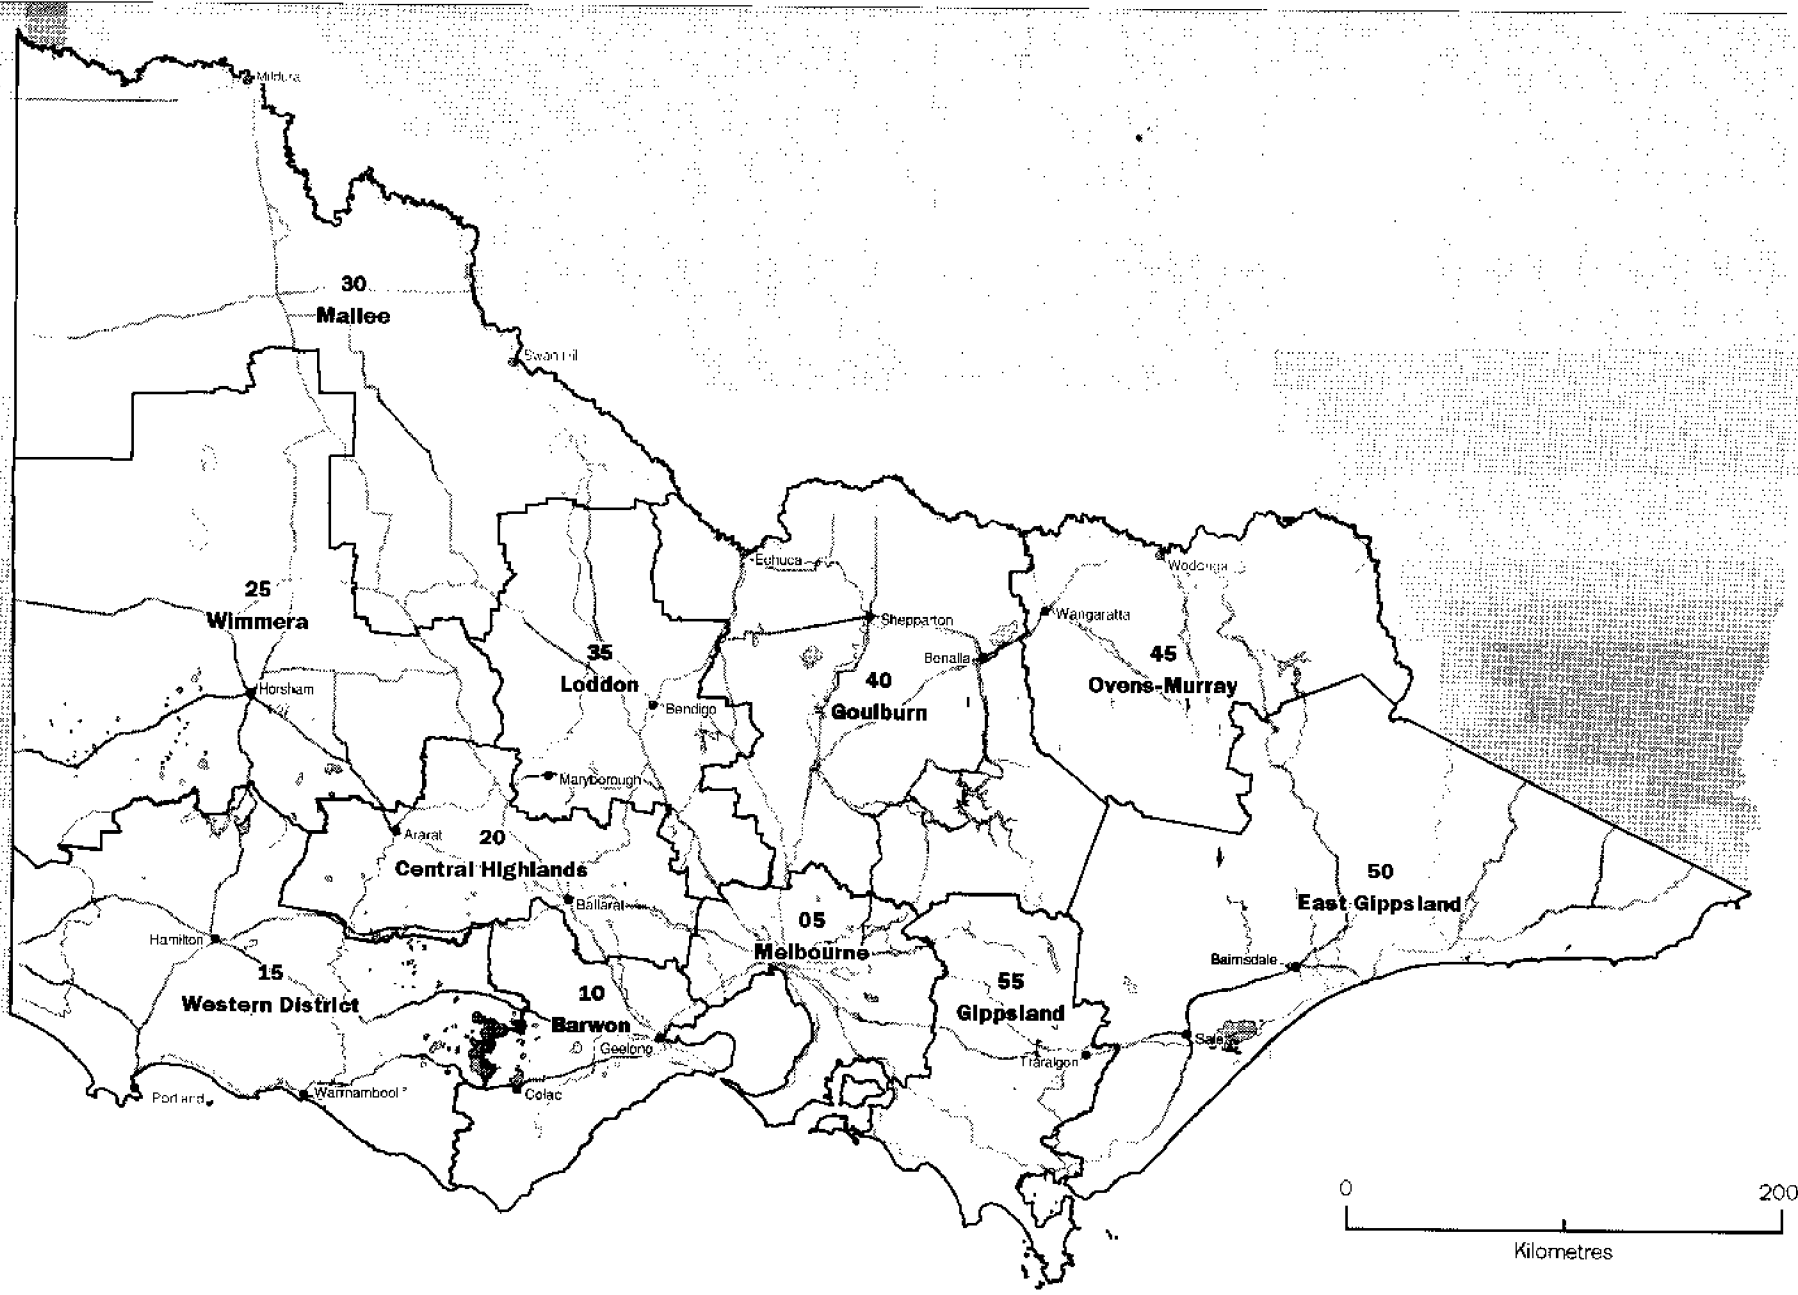 Mildura
30
Mallee
Swan Hill
Echuca
Wodonga
25
Wimmera
Wangaratta
Shepparton
35
Loddon
Benalla
45
Ovens-Murray
40
Goulburn
Horsham
Bendigo
Maryborough
Ararat
20
Central Highlands
50
East Gippsland
Ballarat
05
Melbourne
Hamilton
15
Western District
Bairnsdale
10
Barwon
55
Gippsland
Geelong
Sale
Traralgon
Portland
Warrnambool
Colac
0
200
Kilometres